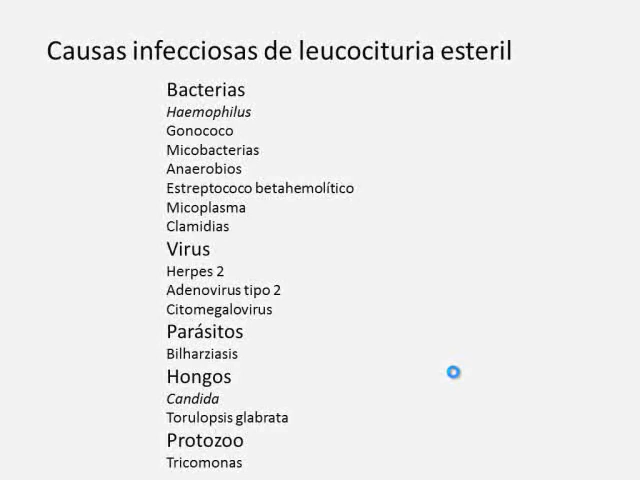 Causas infecciosas de leucocituria esteril
Bacterias
Haemophilus
Gonococo
Micobacterias
Anaerobios
Estreptococo betahemolítico
Micoplasma
Clamidias
Virus
Herpes 2
Adenovirus tipo 2
Citomegalovirus
Parásitos
Bilharziasis
Hongos
Candida
Torulopsis glabrata
Protozoo
Tricomonas